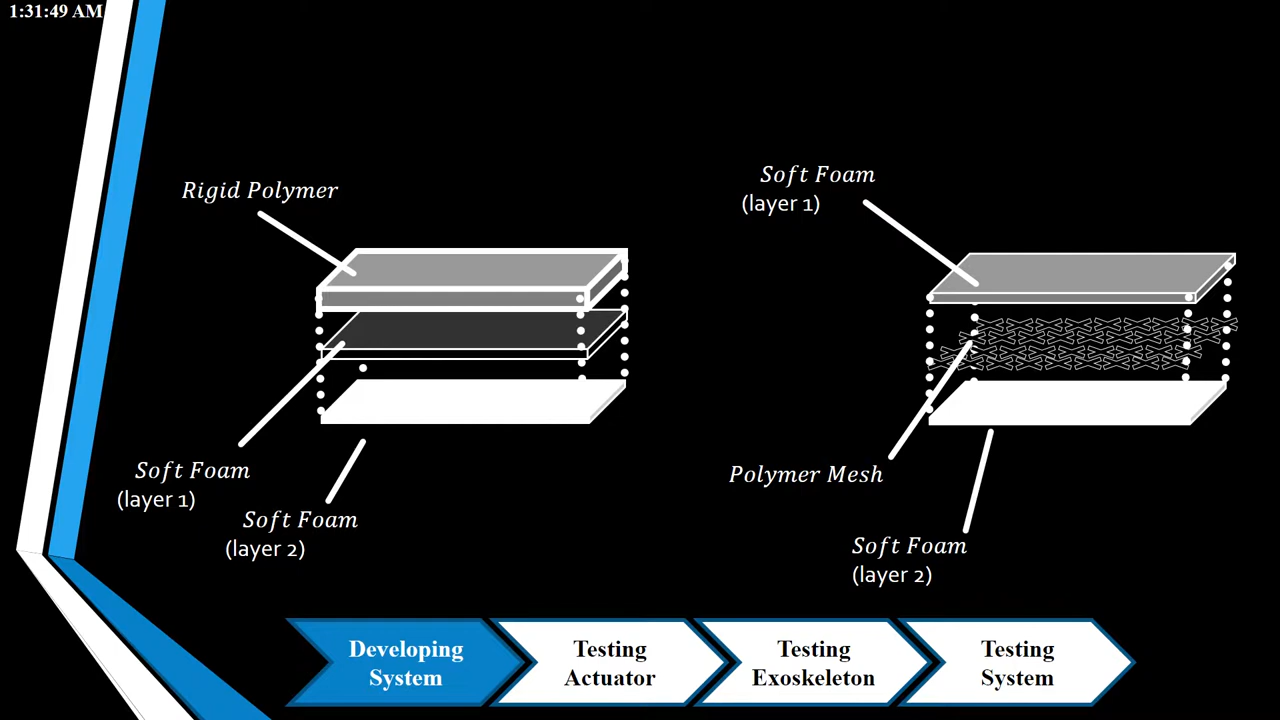 1:31:49 AM
Rigid Polymer
Soft Foam
(layer 1)
Soft Foam
(layer 2)
Soft Foam
(layer 1)
Polymer Mesh
Soft Foam
(layer 2)
Developing
System
Testing
Actuator
Testing
Exoskeleton
Testing
System